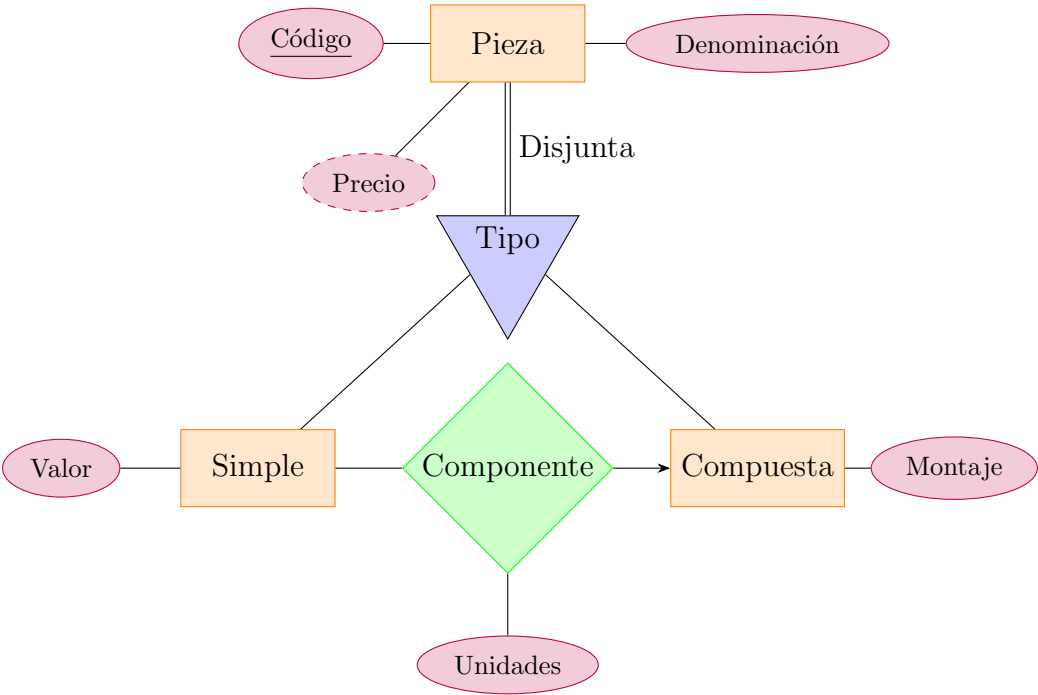 Código
Pieza
Denominación
Disjunta
Precio
Tipo
Valor
Simple
Componente
Compuesta
Montaje
Unidades